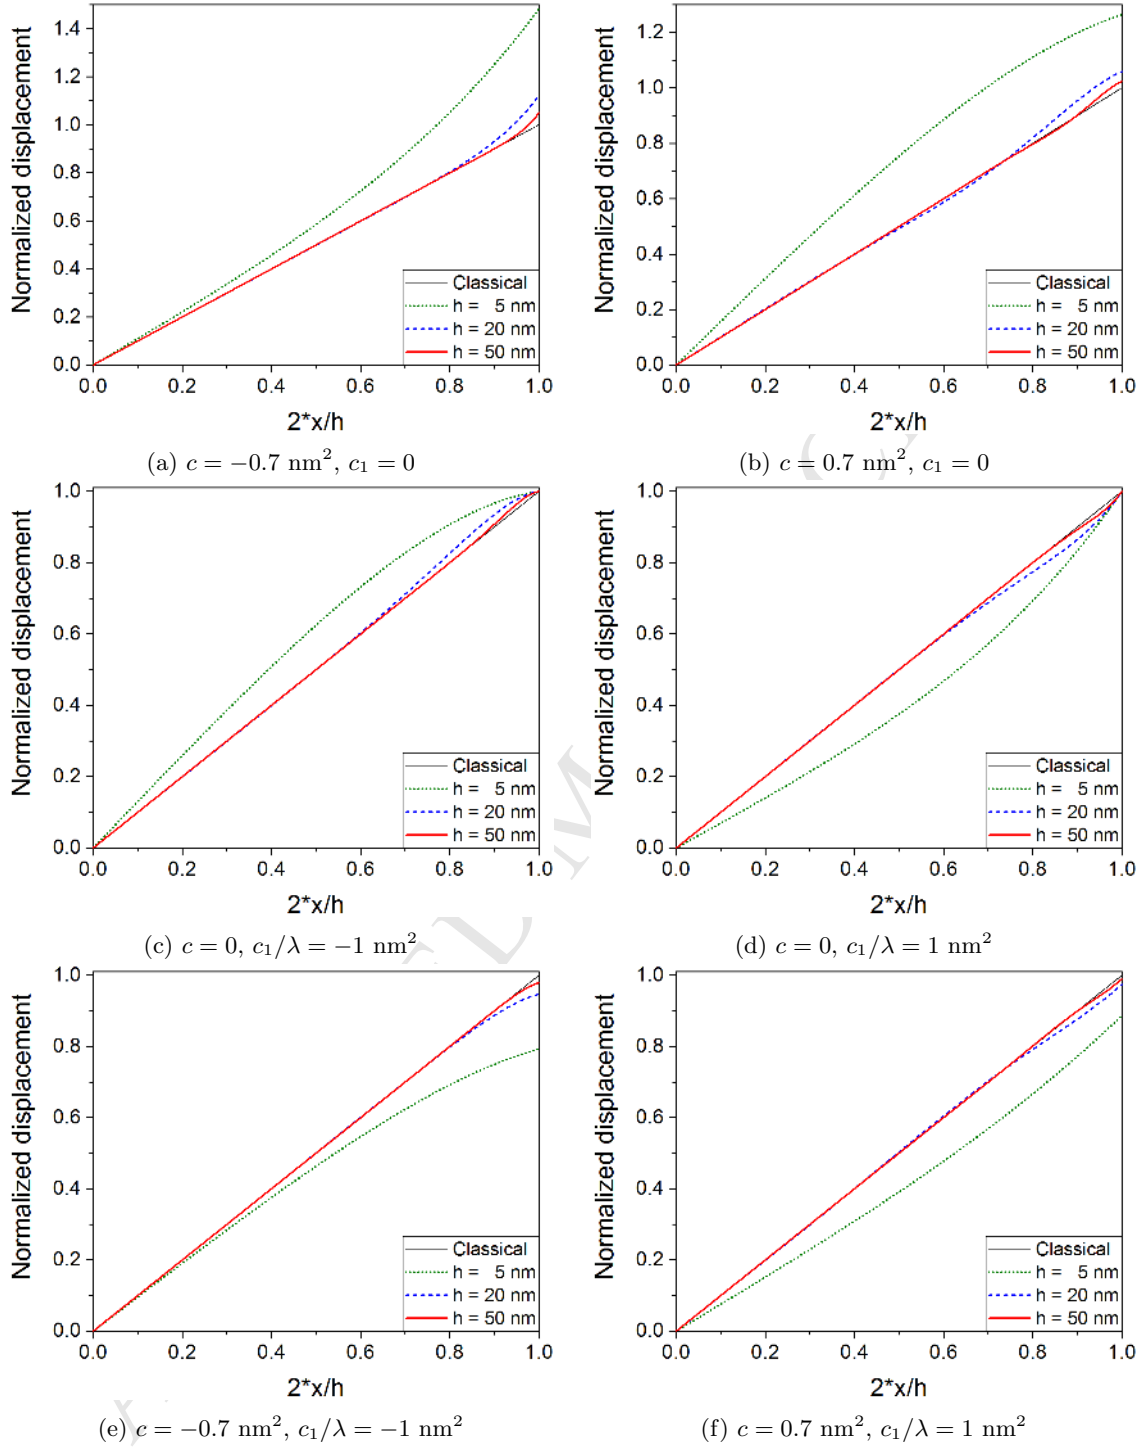 Normalized displacement
1.4
1.2
1.0
0.8
0.6
0.4
0.2
0.0
Classical
h = 5 nm
h = 20 nm
h = 50 nm
0.0 0.2 0.4 0.6 0.8 1.0
2*x/h
(a) c = −0.7 nm², c₁ = 0
Normalized displacement
1.2
1.0
0.8
0.6
0.4
0.2
0.0
Classical
h = 5 nm
h = 20 nm
h = 50 nm
0.0 0.2 0.4 0.6 0.8 1.0
2*x/h
(b) c = 0.7 nm², c₁ = 0
Normalized displacement
1.0
0.8
0.6
0.4
0.2
0.0
Classical
h = 5 nm
h = 20 nm
h = 50 nm
0.0 0.2 0.4 0.6 0.8 1.0
2*x/h
(c) c = 0, c₁/λ = −1 nm²
Normalized displacement
1.0
0.8
0.6
0.4
0.2
0.0
Classical
h = 5 nm
h = 20 nm
h = 50 nm
0.0 0.2 0.4 0.6 0.8 1.0
2*x/h
(d) c = 0, c₁/λ = 1 nm²
Normalized displacement
1.0
0.8
0.6
0.4
0.2
0.0
Classical
h = 5 nm
h = 20 nm
h = 50 nm
0.0 0.2 0.4 0.6 0.8 1.0
2*x/h
(e) c = −0.7 nm², c₁/λ = −1 nm²
Normalized displacement
1.0
0.8
0.6
0.4
0.2
0.0
Classical
h = 5 nm
h = 20 nm
h = 50 nm
0.0 0.2 0.4 0.6 0.8 1.0
2*x/h
(f) c = 0.7 nm², c₁/λ = 1 nm²